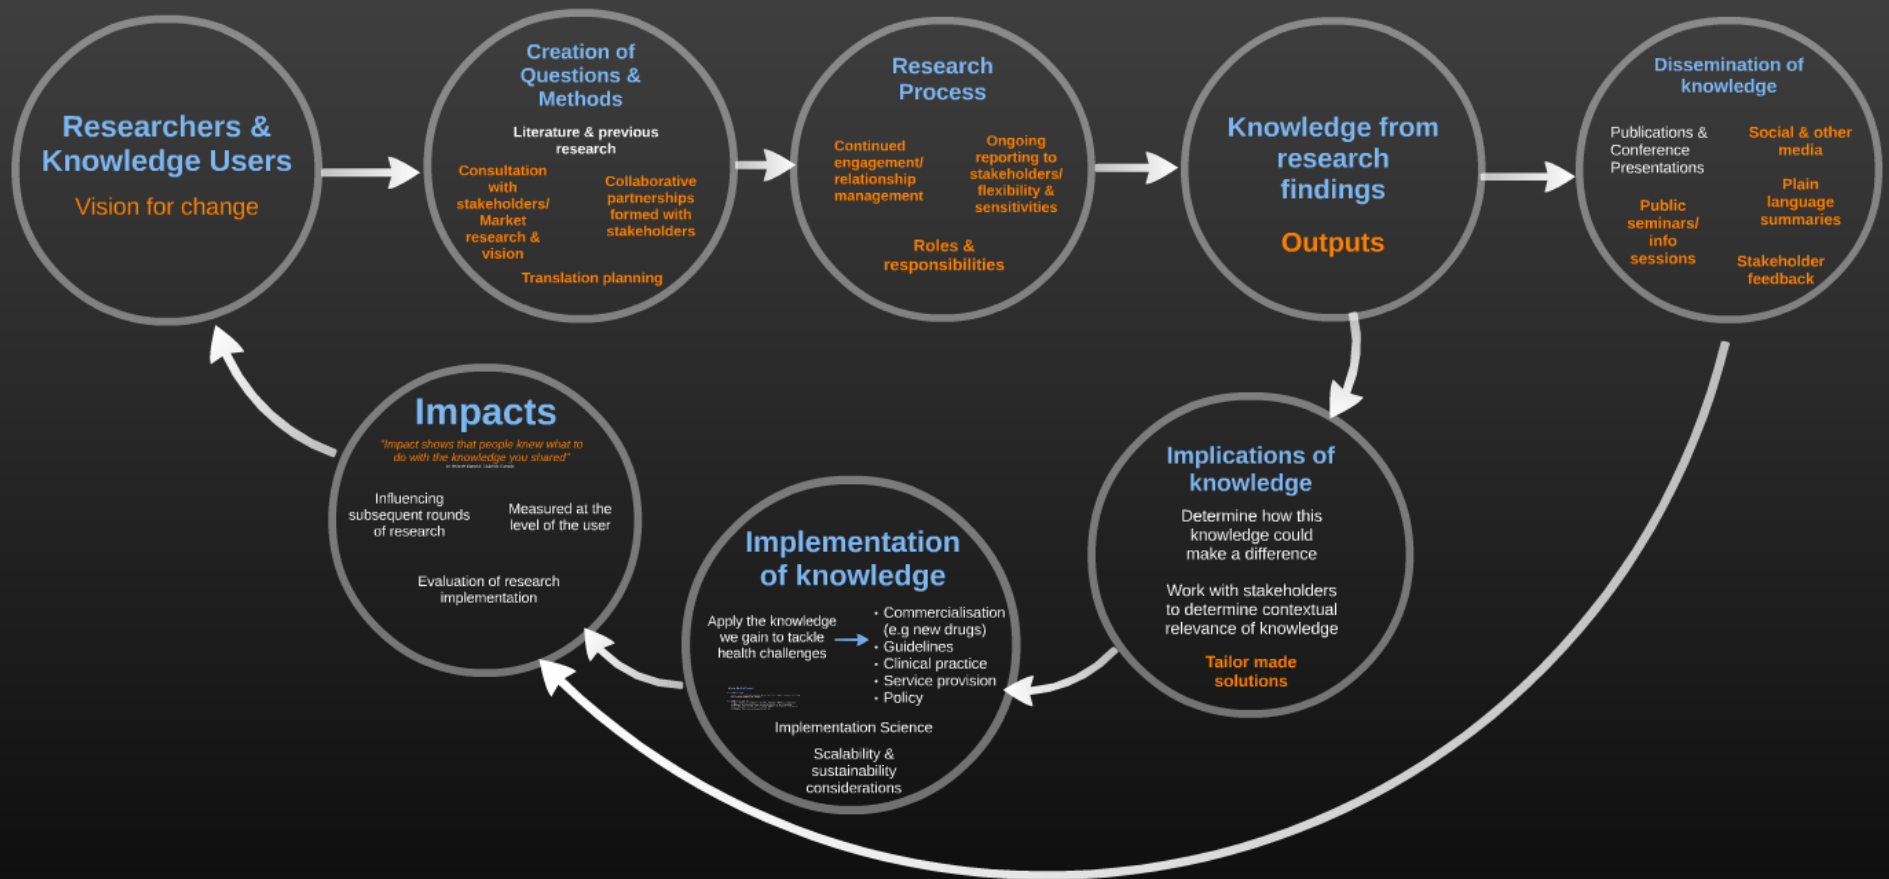 Researchers &
Knowledge Users
Vision for change
Creation of
Questions &
Methods
Literature & previous
research
Consultation
with
stakeholders/
Market
research &
vision
Collaborative
partnerships
formed with
stakeholders
Translation planning
Research
Process
Continued
engagement/
relationship
management
Ongoing
reporting to
stakeholders/
flexibility &
sensitivities
Roles &
responsibilities
Knowledge from
research
findings
Outputs
Dissemination of
knowledge
Publications &
Conference
Presentations
Social & other
media
Plain
language
summaries
Public
seminars/
info
sessions
Stakeholder
feedback
Implications of
knowledge
Determine how this
knowledge could
make a difference
Work with stakeholders
to determine contextual
relevance of knowledge
Tailor made
solutions
Implementation
of knowledge
Apply the knowledge
we gain to tackle
health challenges
• Commercialisation
(e.g new drugs)
• Guidelines
• Clinical practice
• Service provision
• Policy
Implementation Science
Scalability &
sustainability
considerations
Impacts
"Impact shows that people knew what to
do with the knowledge you shared"
Influencing
subsequent rounds
of research
Measured at the
level of the user
Evaluation of research
implementation